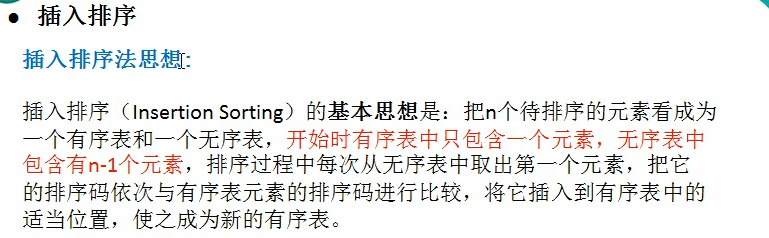 ● 插入排序
插入排序法思想:
插入排序（Insertion Sorting）的基本思想是：把n个待排序的元素看成为
一个有序表和一个无序表，开始时有序表中只包含一个元素，无序表中
包含有n-1个元素，排序过程中每次从无序表中取出第一个元素，把它
的排序码依次与有序表元素的排序码进行比较，将它插入到有序表中的
适当位置，使之成为新的有序表。